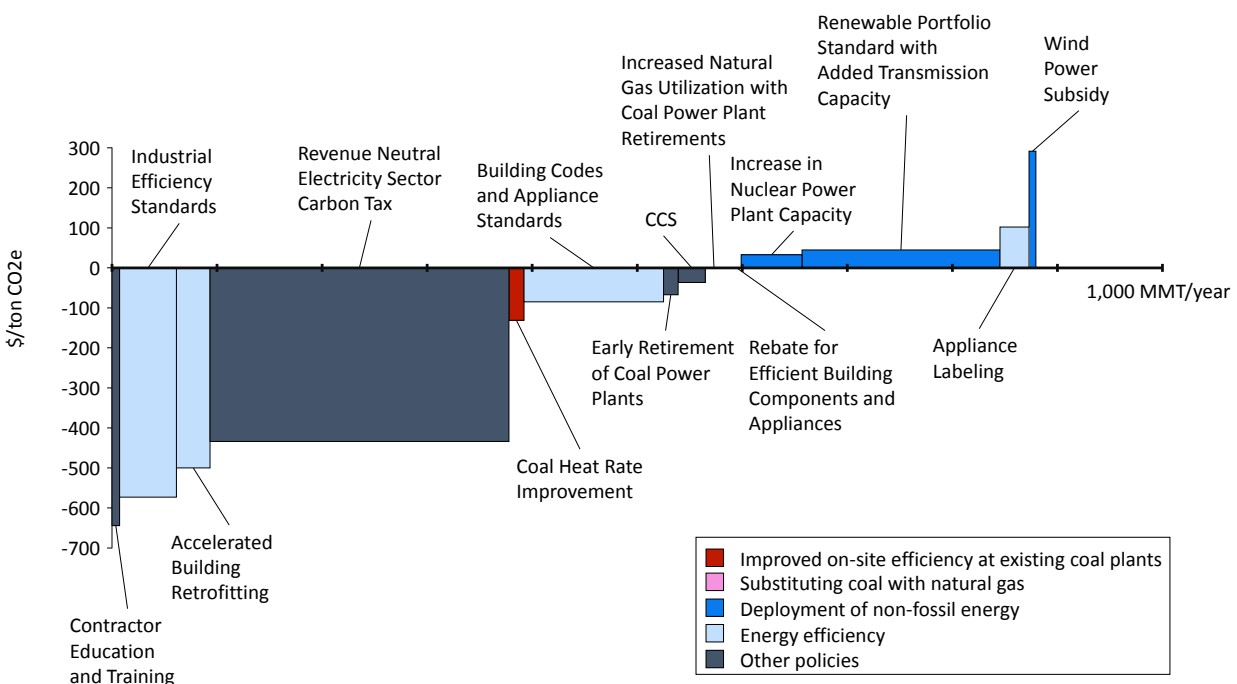 Renewable Portfolio
Standard with
Added Transmission
Capacity
Wind
Power
Subsidy
Increased Natural
Gas Utilization with
Coal Power Plant
Retirements
Industrial
Efficiency
Standards
Revenue Neutral
Electricity Sector
Carbon Tax
Building Codes
and Appliance
Standards
CCS
Increase in
Nuclear Power
Plant Capacity
$/ton CO2e
300
200
100
0
-100
-200
-300
-400
-500
-600
-700
1,000 MMT/year
Early Retirement
of Coal Power
Plants
Rebate for
Efficient Building
Components and
Appliances
Appliance
Labeling
Coal Heat Rate
Improvement
Accelerated
Building
Retrofitting
Contractor
Education
and Training
Improved on-site efficiency at existing coal plants
Substituting coal with natural gas
Deployment of non-fossil energy
Energy efficiency
Other policies